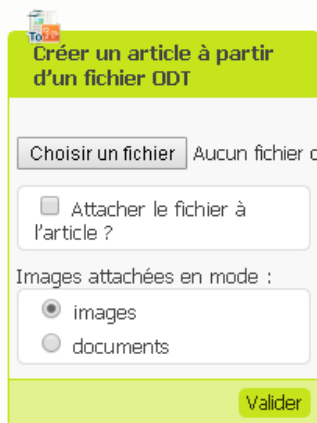 To
Créer un article à partir
d'un fichier ODT
Choisir un fichier Aucun fichier
Attacher le fichier à
l'article ?
Images attachées en mode :
images
documents
Valider